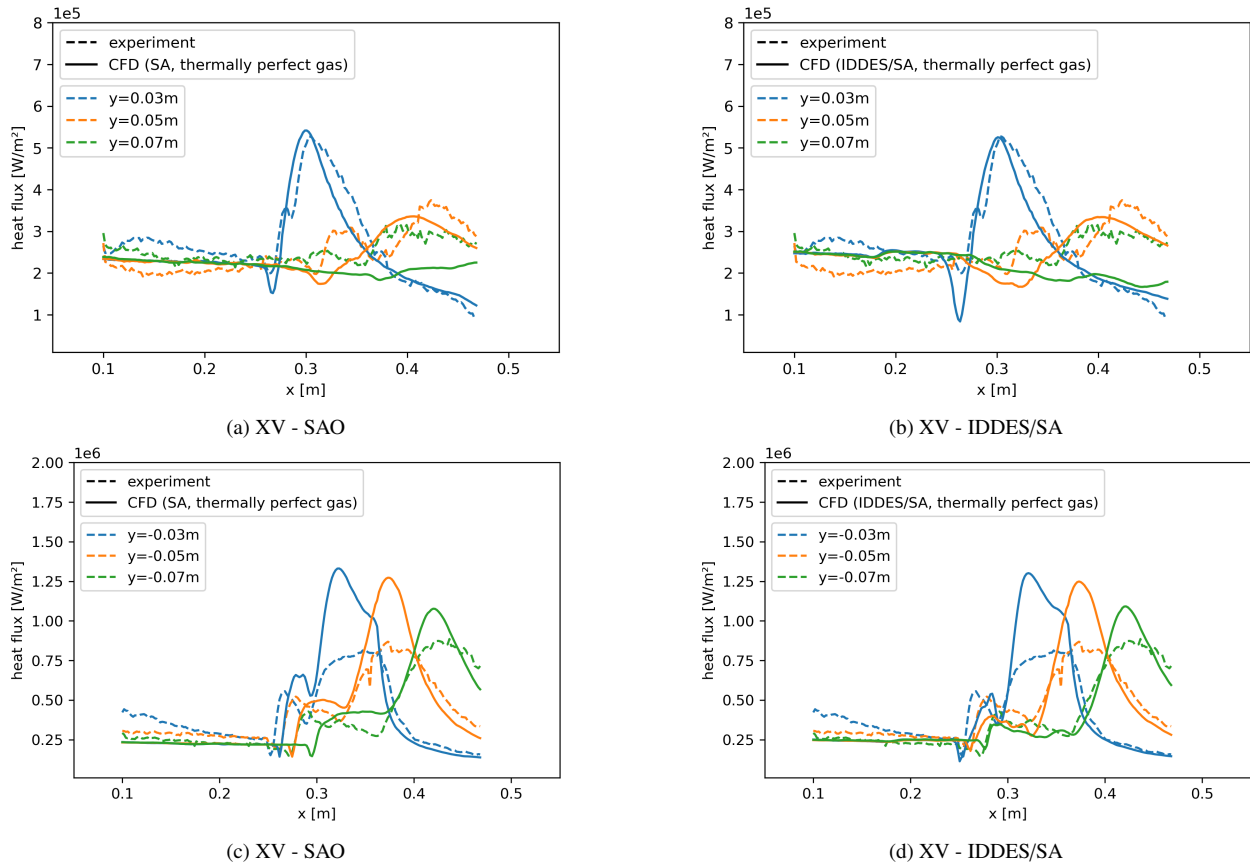 1e5
8
7
6
5
4
3
2
1
heat flux [W/m²]
experiment
CFD (SA, thermally perfect gas)
y=0.03m
y=0.05m
y=0.07m
0.1 0.2 0.3 0.4 0.5
x [m]
(a) XV - SAO
1e5
8
7
6
5
4
3
2
1
heat flux [W/m²]
experiment
CFD (IDDES/SA, thermally perfect gas)
y=0.03m
y=0.05m
y=0.07m
0.1 0.2 0.3 0.4 0.5
x [m]
(b) XV - IDDES/SA
1e6
2.00
1.75
1.50
1.25
1.00
0.75
0.50
0.25
heat flux [W/m²]
experiment
CFD (SA, thermally perfect gas)
y=-0.03m
y=-0.05m
y=-0.07m
0.1 0.2 0.3 0.4 0.5
x [m]
(c) XV - SAO
1e6
2.00
1.75
1.50
1.25
1.00
0.75
0.50
0.25
heat flux [W/m²]
experiment
CFD (IDDES/SA, thermally perfect gas)
y=-0.03m
y=-0.05m
y=-0.07m
0.1 0.2 0.3 0.4 0.5
x [m]
(d) XV - IDDES/SA